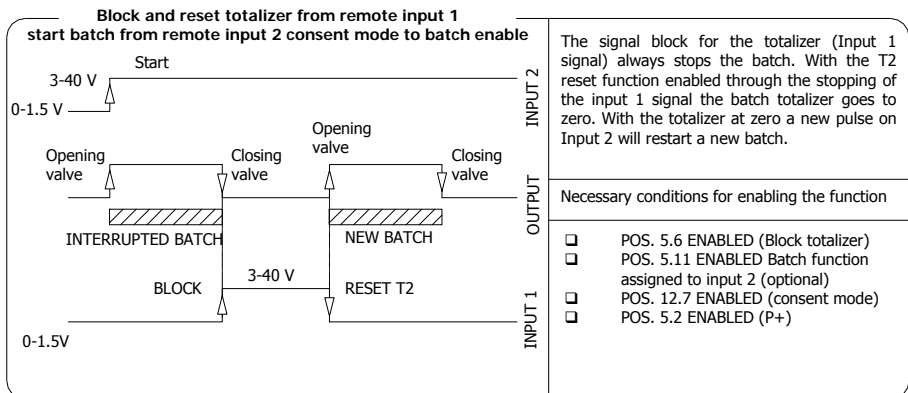 Block and reset totalizer from remote input 1
start batch from remote input 2 consent mode to batch enable
Start
3-40 V
0-1.5 V
INPUT 2
Opening
valve
Closing
valve
Opening
valve
Closing
valve
OUTPUT
INTERRUPTED BATCH
NEW BATCH
3-40 V
BLOCK
RESET T2
INPUT 1
0-1.5V
The signal block for the totalizer (Input 1
signal) always stops the batch. With the T2
reset function enabled through the stopping of
the input 1 signal the batch totalizer goes to
zero. With the totalizer at zero a new pulse on
Input 2 will restart a new batch.
Necessary conditions for enabling the function
❑ POS. 5.6 ENABLED (Block totalizer)
❑ POS. 5.11 ENABLED Batch function
assigned to input 2 (optional)
❑ POS. 12.7 ENABLED (consent mode)
❑ POS. 5.2 ENABLED (P+)